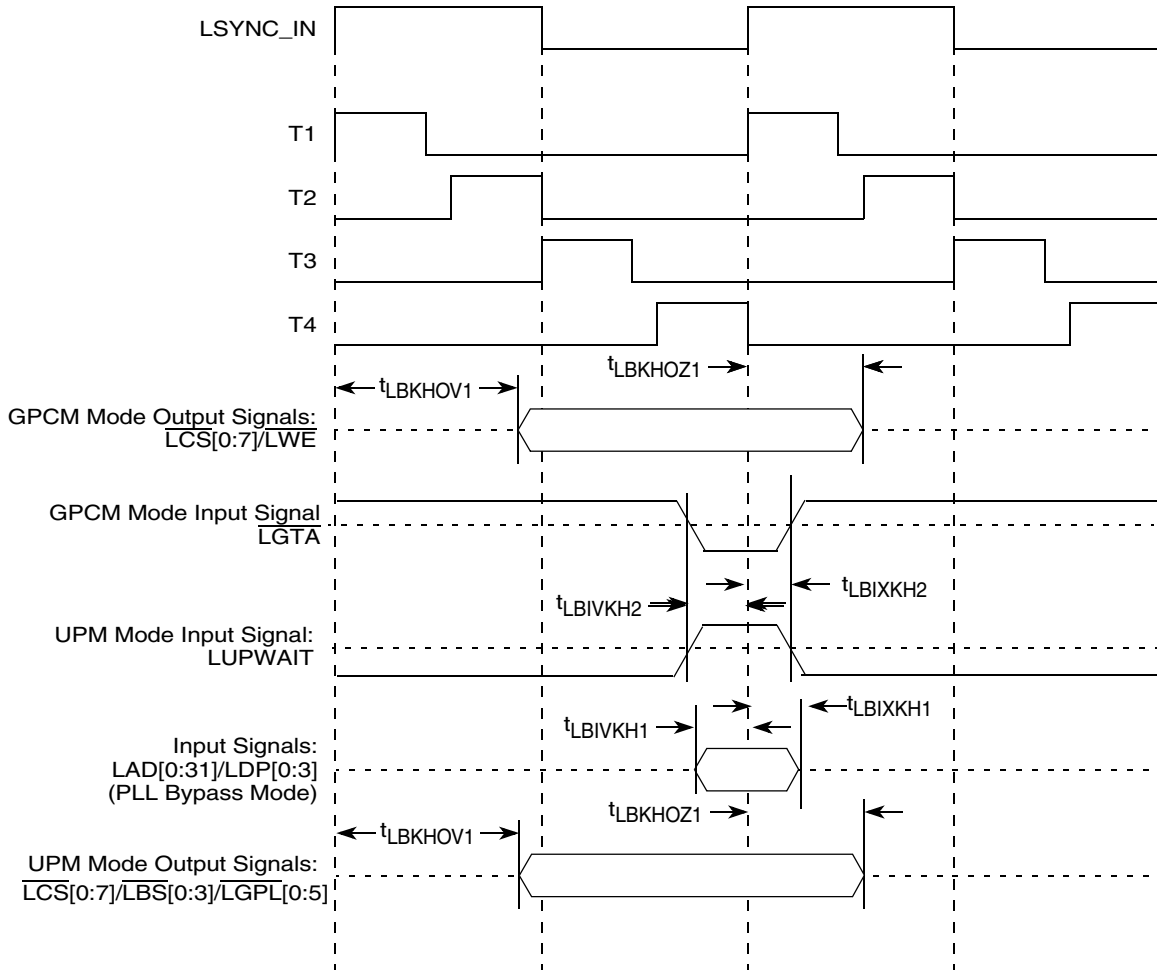 LSYNC_IN
T1
T2
T3
T4
tLBKHOZ1
tLBKHOV1
GPCM Mode Output Signals:
LCS[0:7]/LWE
GPCM Mode Input Signal
LGTA
tLBIXKH2
tLBIVKH2
UPM Mode Input Signal:
LUPWAIT
tLBIXKH1
tLBIVKH1
Input Signals:
LAD[0:31]/LDP[0:3]
(PLL Bypass Mode)
tLBKHOZ1
tLBKHOV1
UPM Mode Output Signals:
LCS[0:7]/LBS[0:3]/LGPL[0:5]